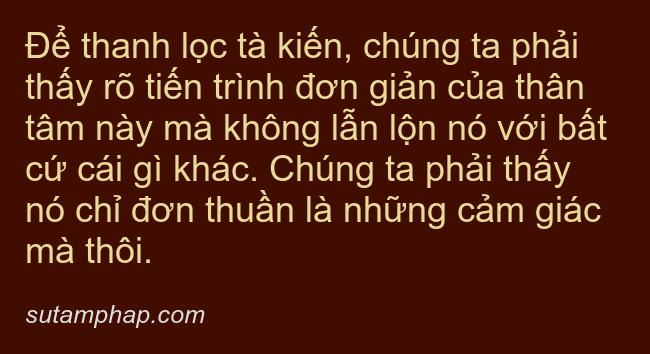 Để thanh lọc tà kiến, chúng ta phải
thấy rõ tiến trình đơn giản của thân
tâm này mà không lẫn lộn nó với bất
cứ cái gì khác. Chúng ta phải thấy
nó chỉ đơn thuần là những cảm giác
mà thôi.
sutamphap.com